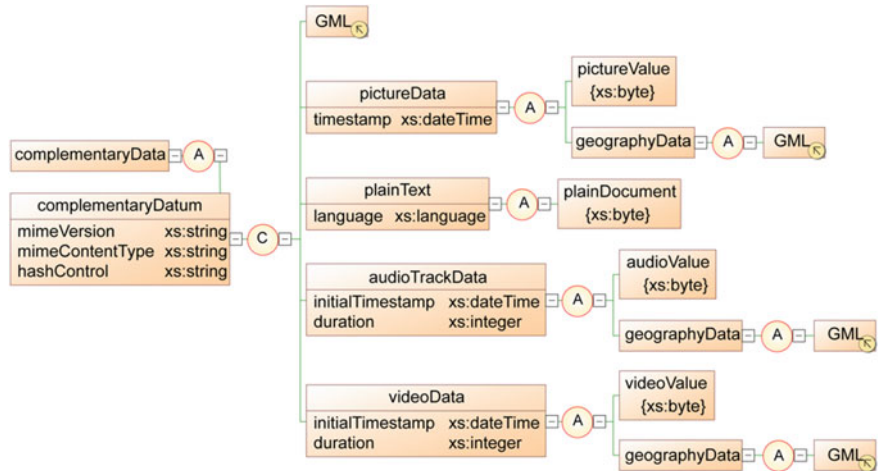 GML
pictureData
timestamp xs:dateTime
A
pictureValue
{xs:byte}
geographyData
A
GML
complementaryData
A
complementaryDatum
mimeVersion xs:string
mimeContentType xs:string
hashControl xs:string
C
plainText
language xs:language
A
plainDocument
{xs:byte}
audioTrackData
initialTimestamp xs:dateTime
duration xs:integer
A
audioValue
{xs:byte}
geographyData
A
GML
videoData
initialTimestamp xs:dateTime
duration xs:integer
A
videoValue
{xs:byte}
geographyData
A
GML